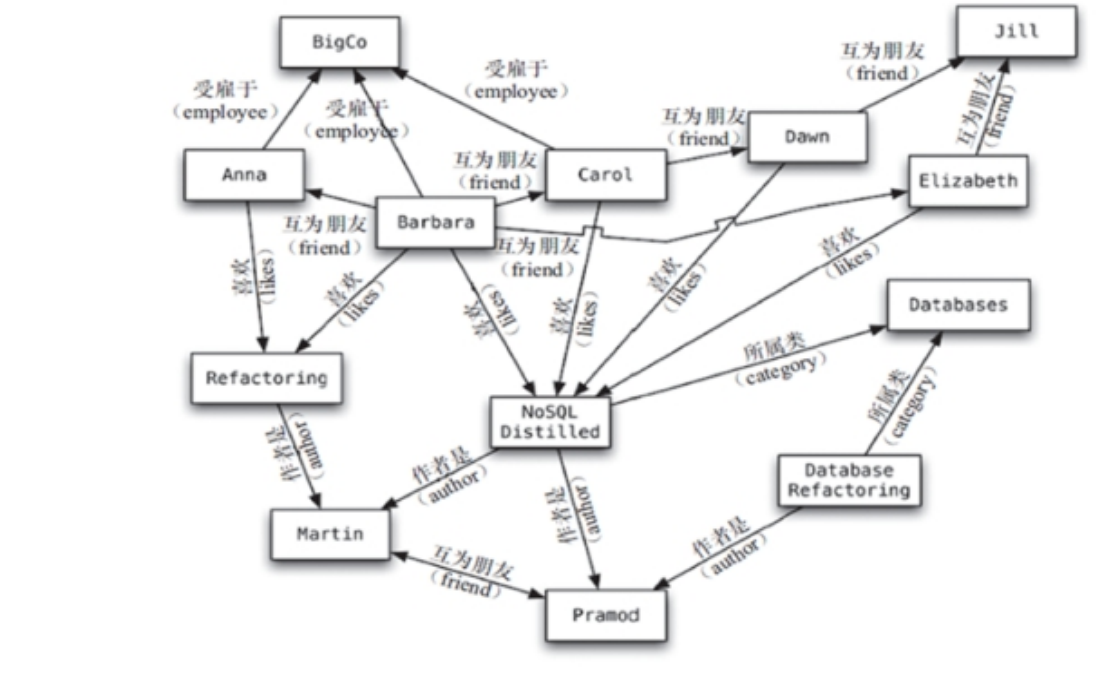 BigCo
Jill
受雇于
(employee)
受雇于
(employee)
受雇于
(employee)
互为朋友
(friend)
互为朋友
(friend)
互为朋友
(friend)
Anna
Barbara
Carol
Dawn
Elizabeth
互为朋友
(friend)
互为朋友
(friend)
互为朋友
(friend)
喜欢
(likes)
喜欢
(likes)
喜欢
(likes)
喜欢
(likes)
喜欢
(likes)
喜欢
(likes)
Databases
所属类
(category)
所属类
(category)
Refactoring
NoSQL
Distilled
Database
Refactoring
作者是
(author)
作者是
(author)
作者是
(author)
作者是
(author)
Martin
互为朋友
(friend)
Pramod